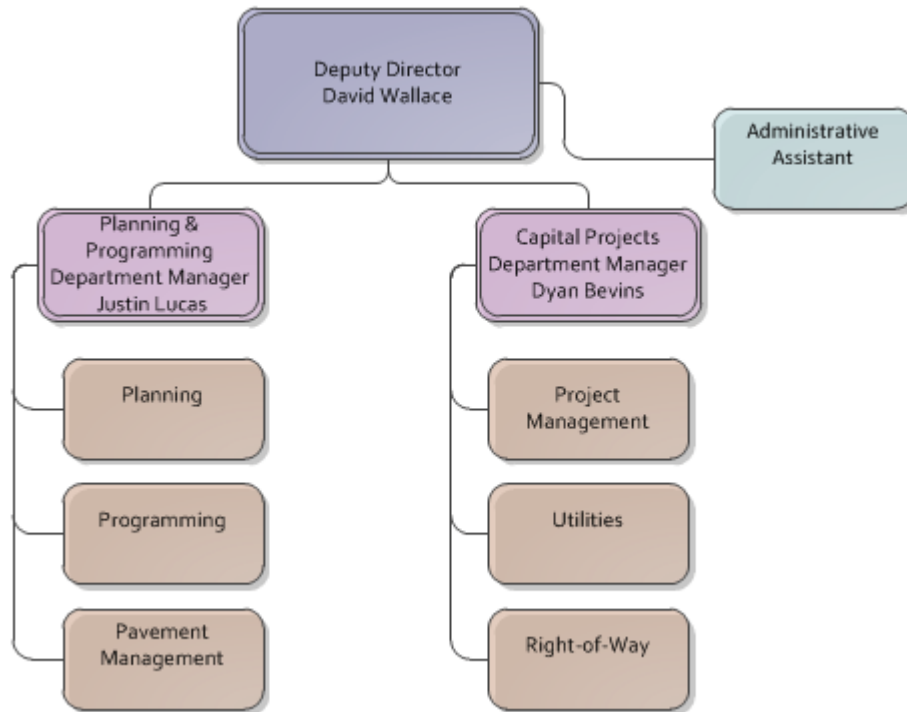 Deputy Director
David Wallace
Administrative
Assistant
Planning &
Programming
Department Manager
Justin Lucas
Capital Projects
Department Manager
Dyan Bevins
Planning
Project
Management
Programming
Utilities
Pavement
Management
Right-of-Way